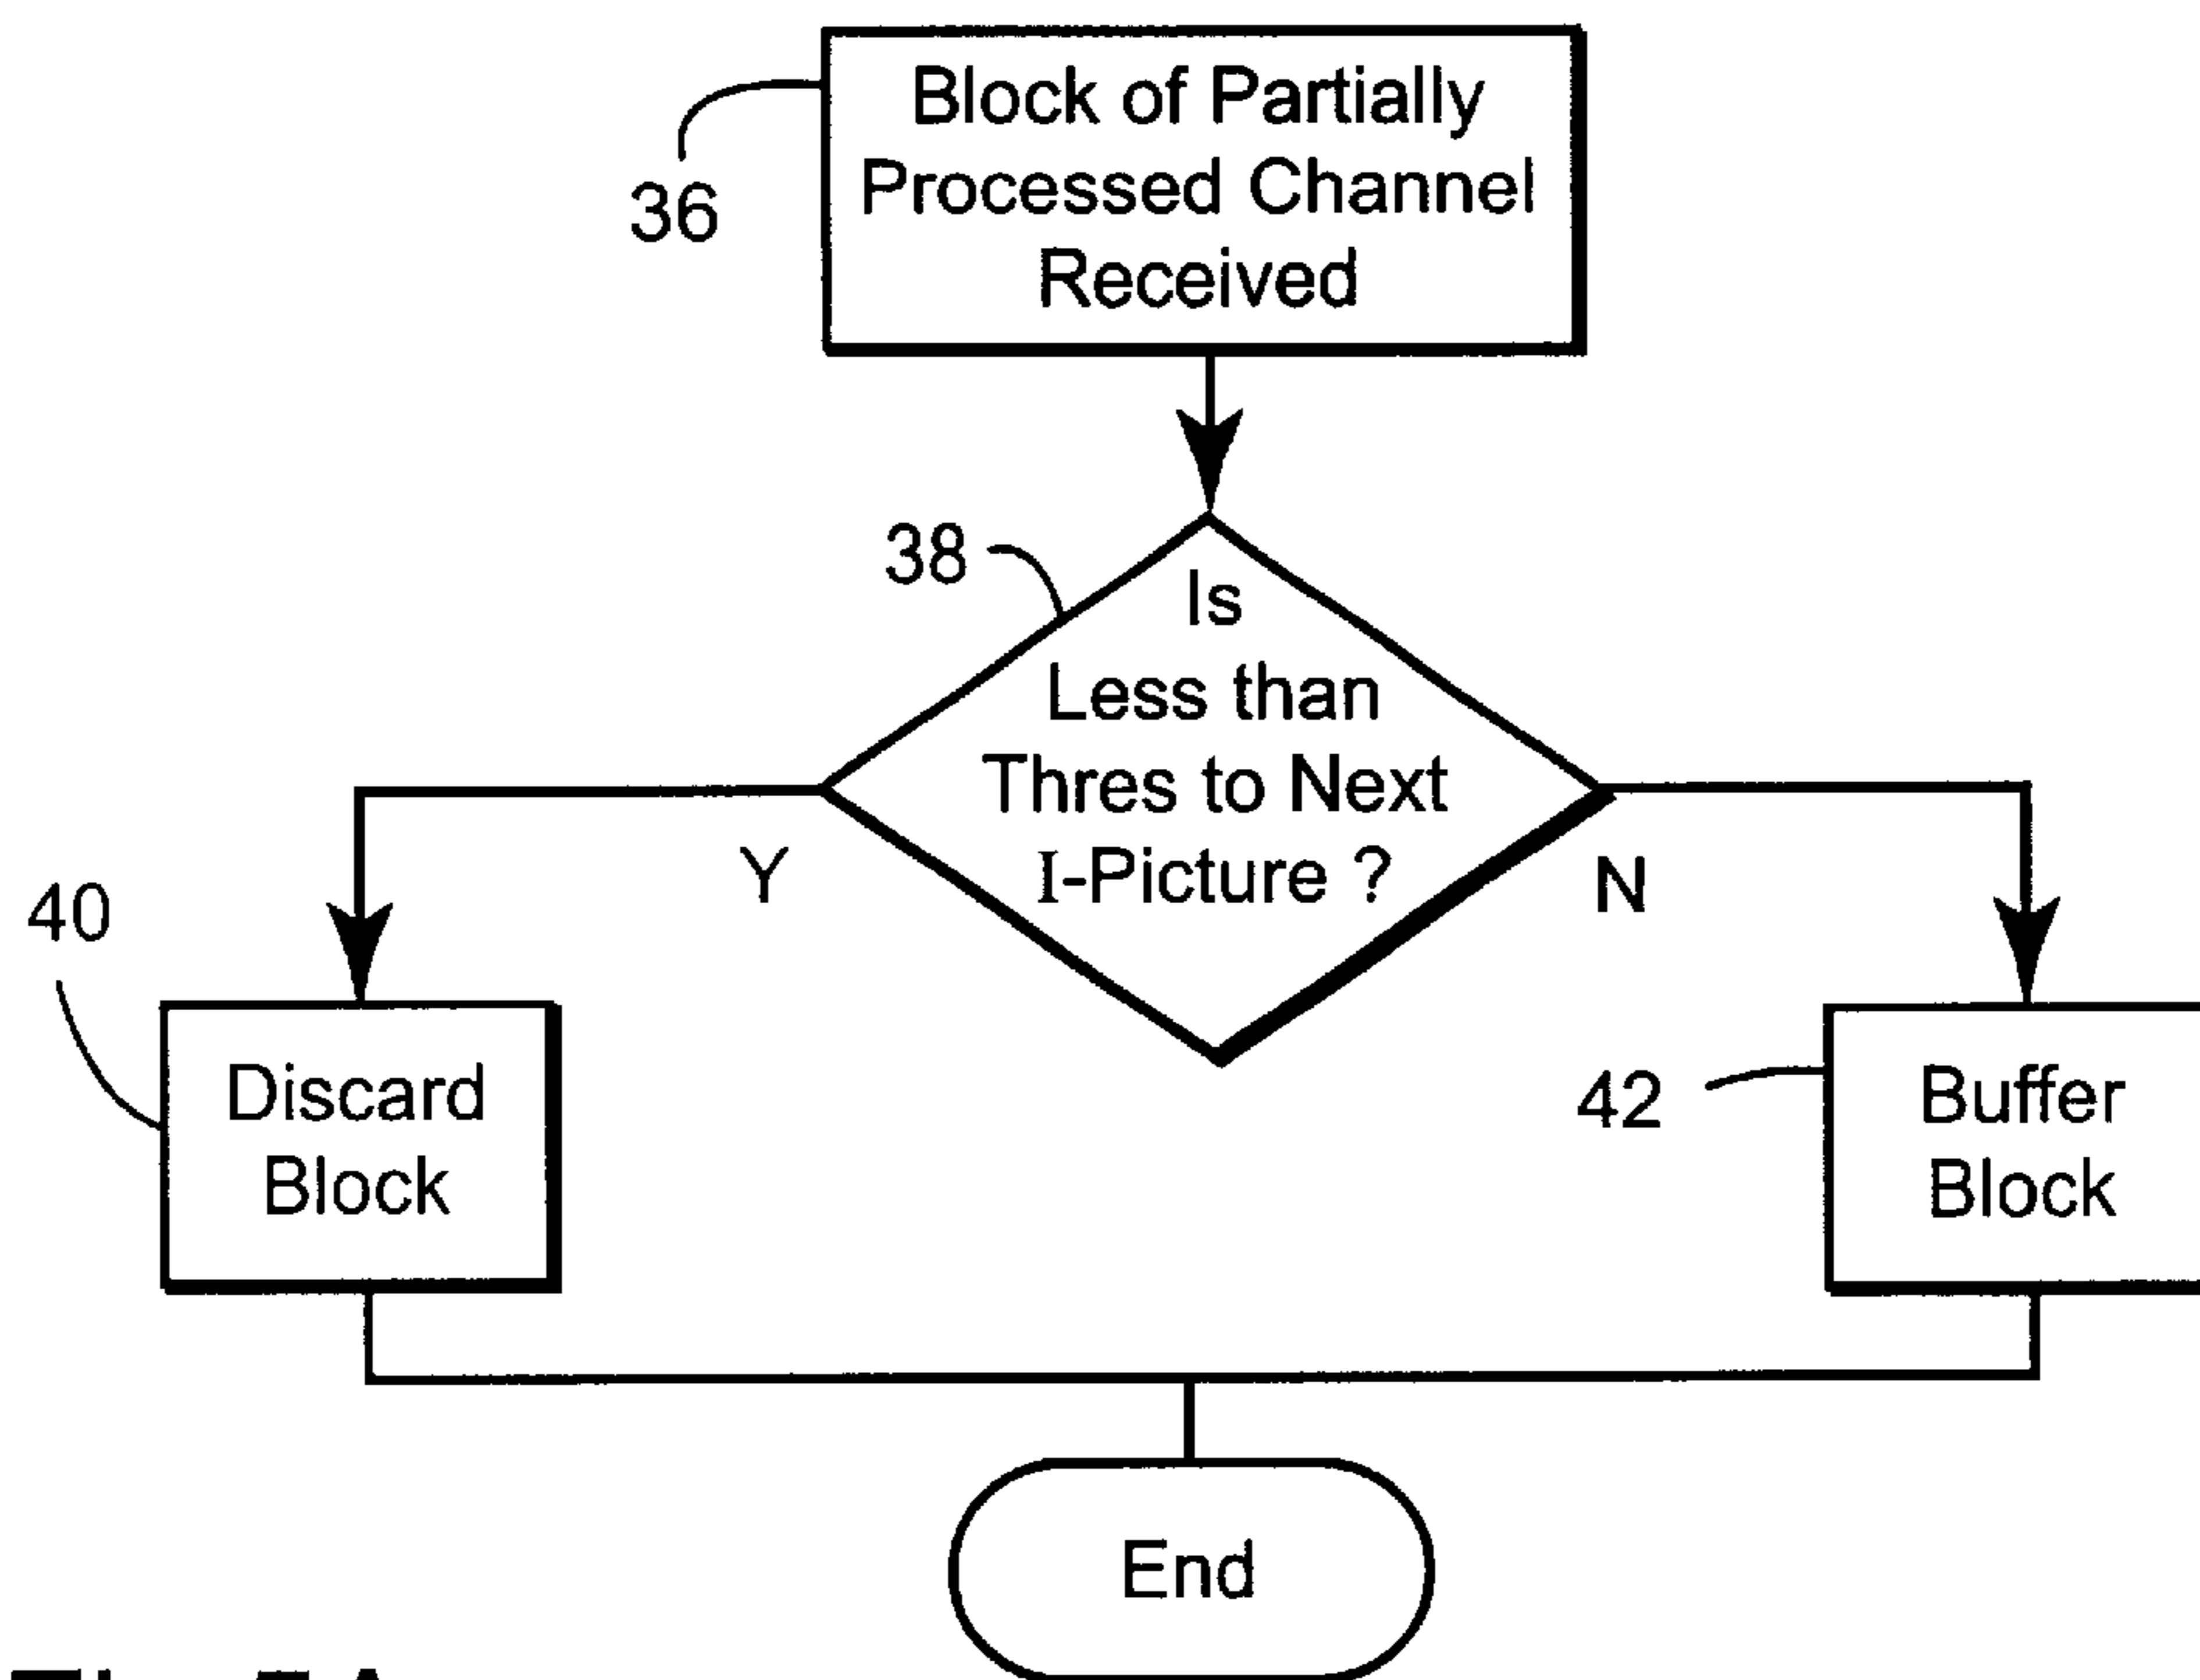 Block of Partially
Processed Channel
Received
36
38
Is
Less than
Thres to Next
I-Picture ?
Y
N
40
Discard
Block
42
Buffer
Block
End